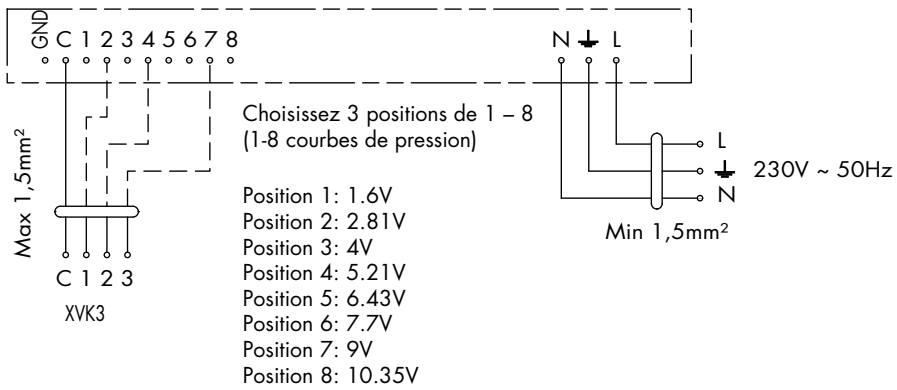 GND C 1 2 3 4 5 6 7 8
N ⏚ L
Choisissez 3 positions de 1 – 8
(1-8 courbes de pression)
Max 1,5mm²
C 1 2 3
XVK3
Position 1: 1.6V
Position 2: 2.81V
Position 3: 4V
Position 4: 5.21V
Position 5: 6.43V
Position 6: 7.7V
Position 7: 9V
Position 8: 10.35V
L
⏚ 230V ~ 50Hz
N
Min 1,5mm²